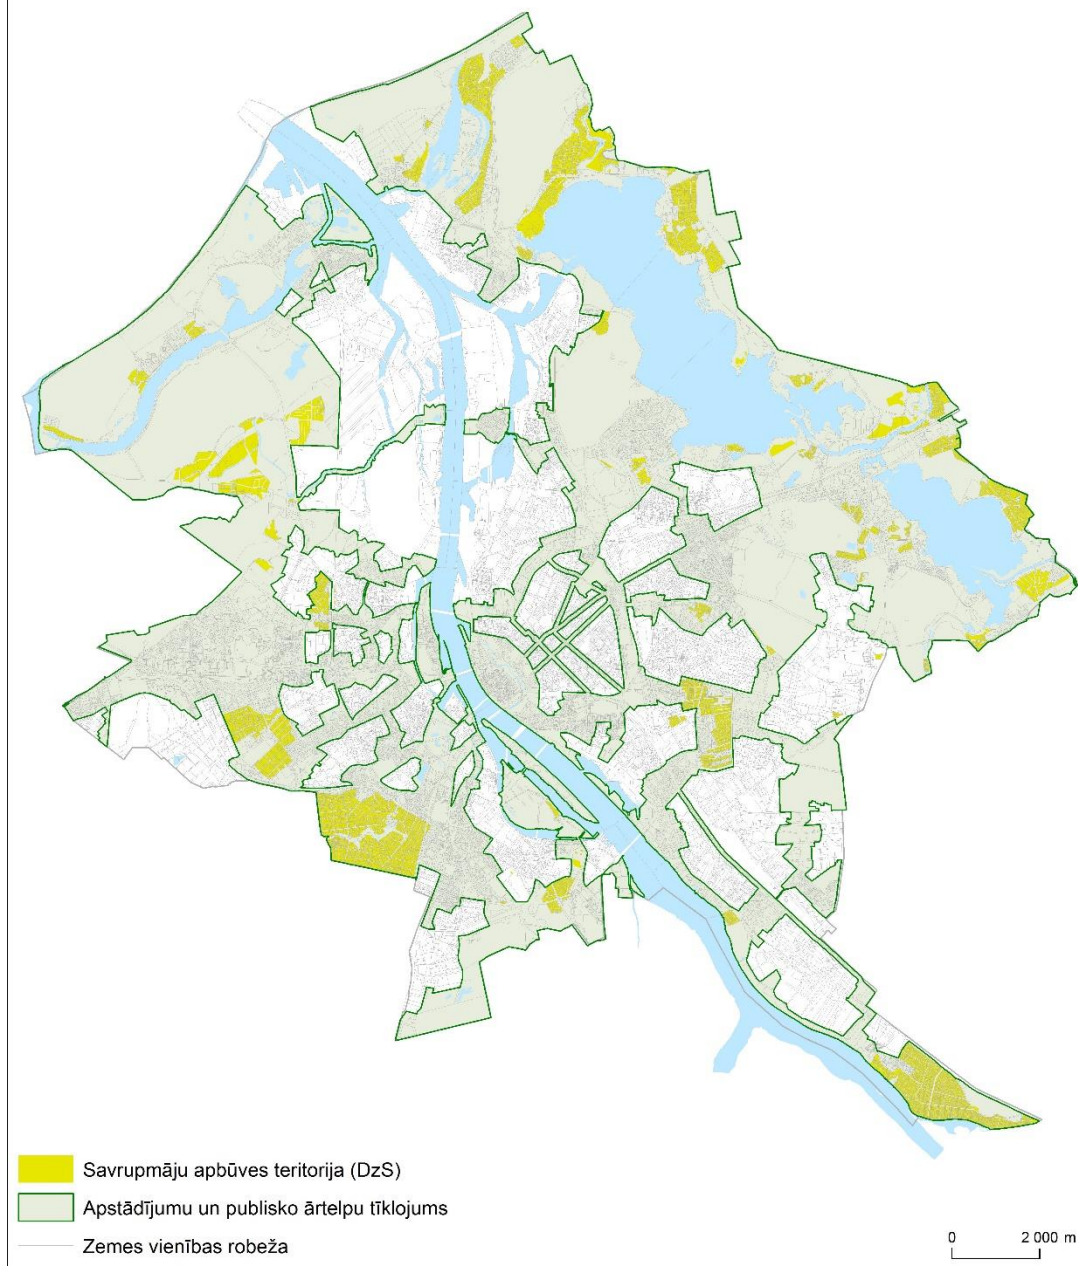 Savrupmāju apbūves teritorija (DzS)
Apstādījumu un publisko ārtelpu tīklojums
Zemes vienības robeža
0 2 000 m